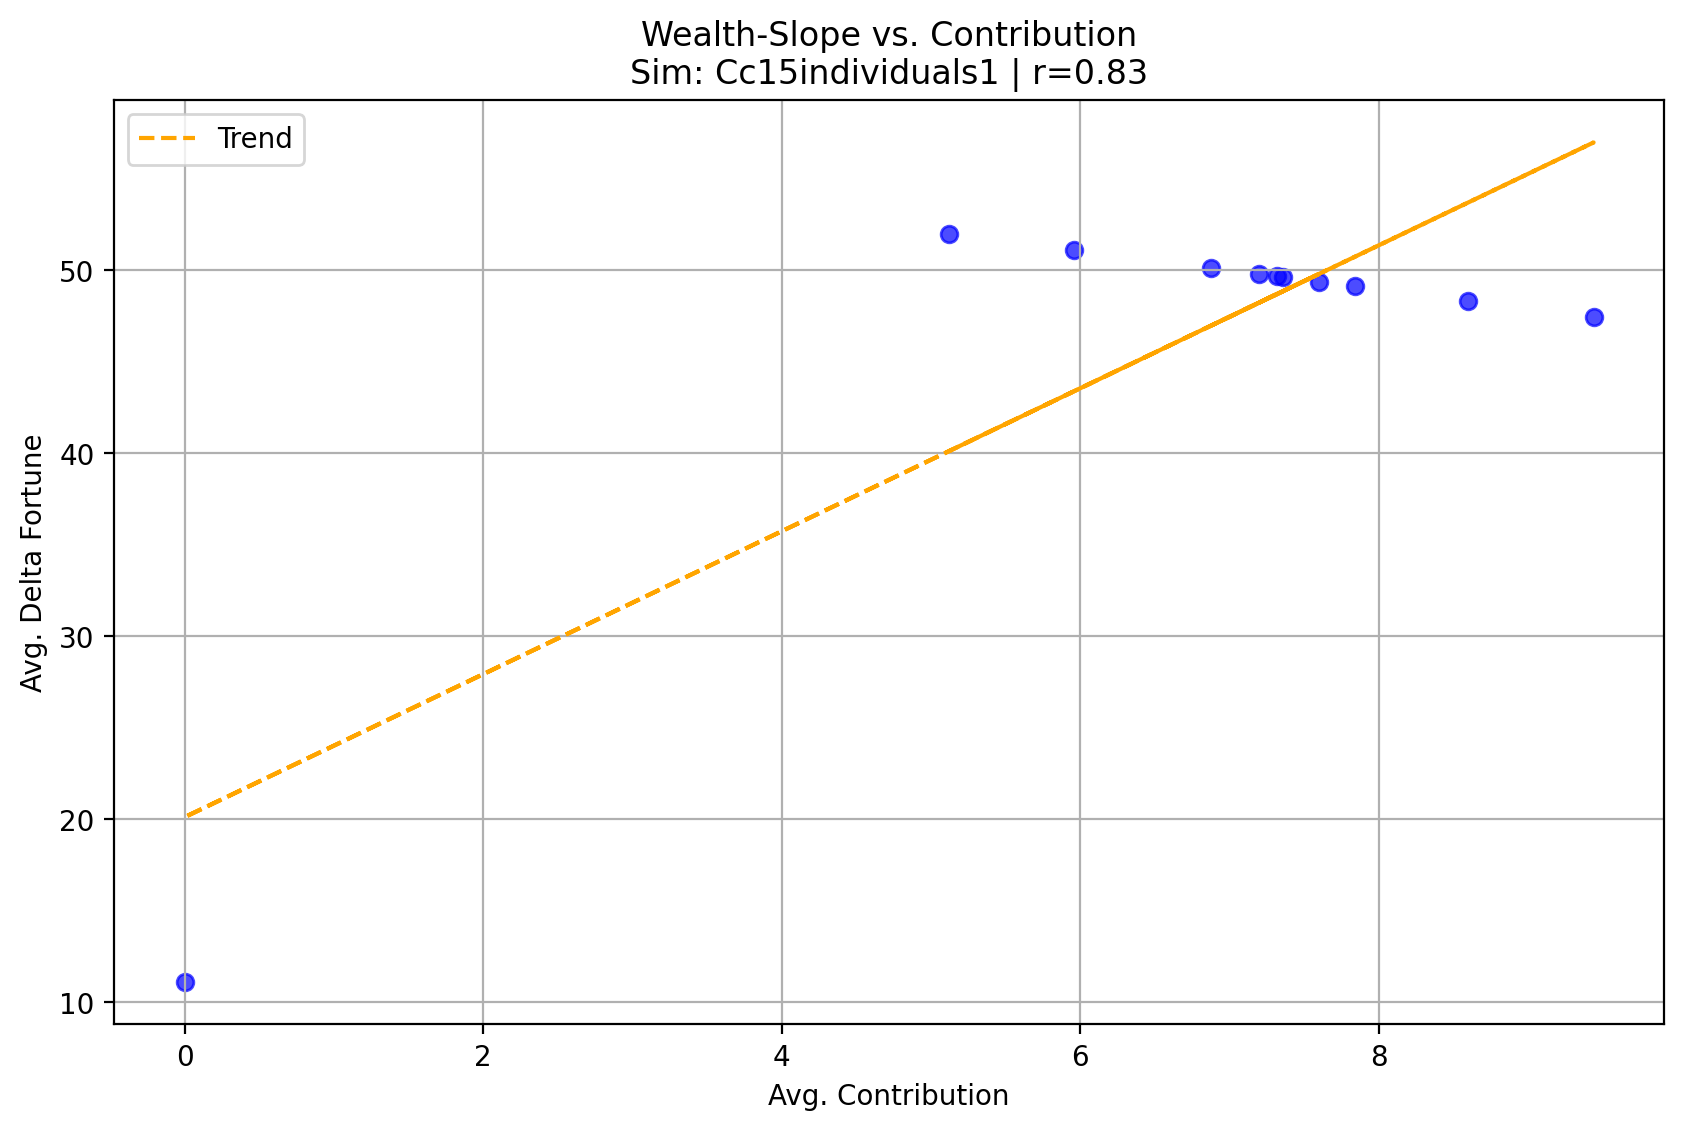 Wealth-Slope vs. Contribution
Sim: Cc15individuals1 | r=0.83
Trend
50
40
30
20
10
Avg. Delta Fortune
0 2 4 6 8
Avg. Contribution